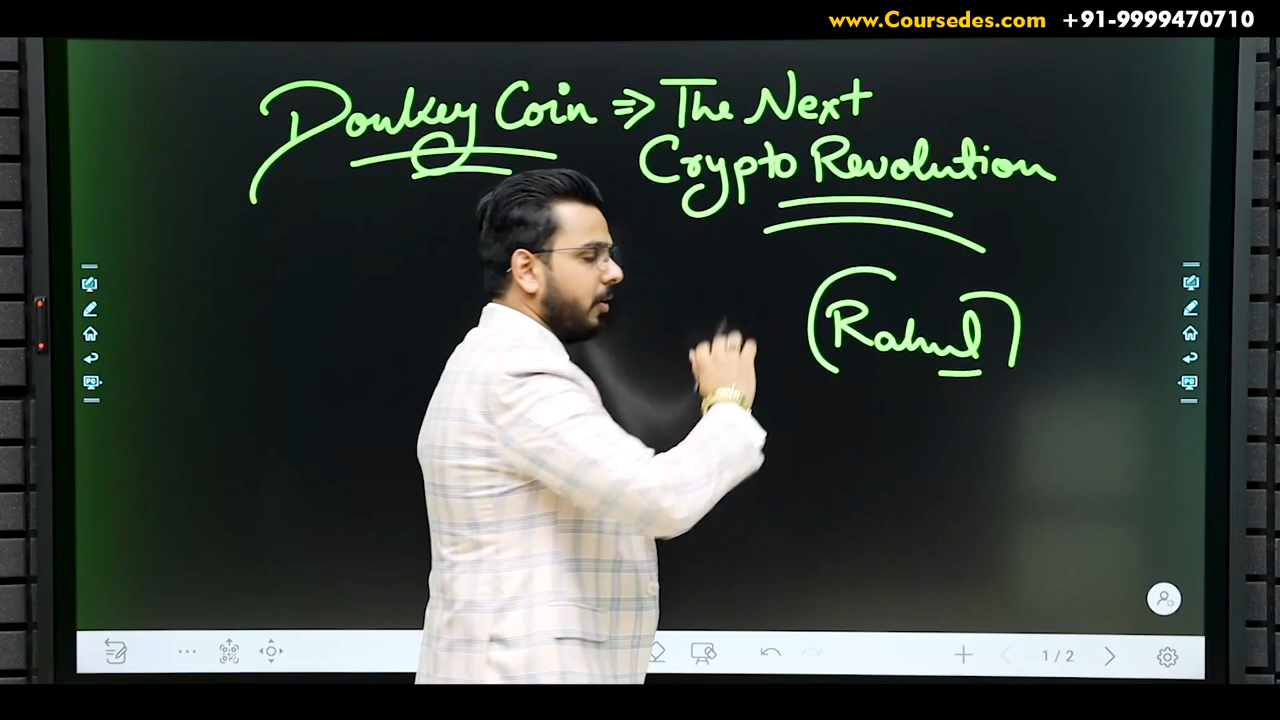 www.Coursedes.com +91-9999470710
Donkey Coin ⇒ The Next
Crypto Revolution
(Rahul)
1/2